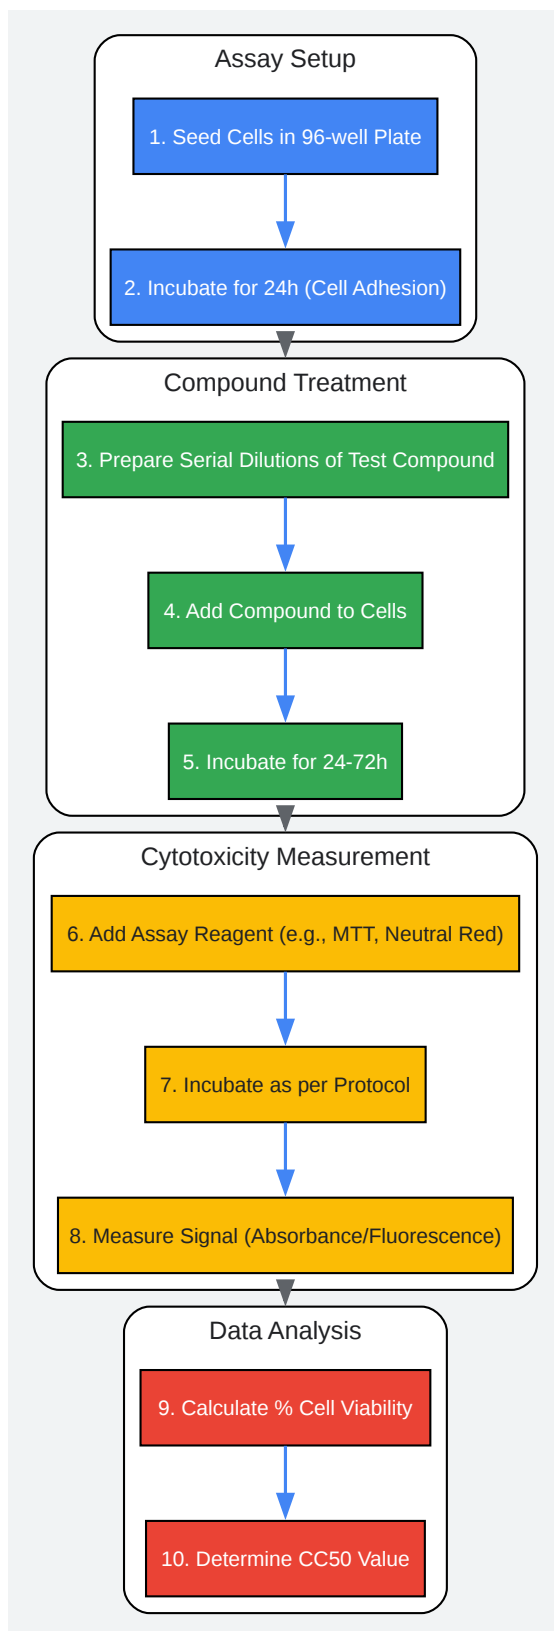 Assay Setup
1. Seed Cells in 96-well Plate
2. Incubate for 24h (Cell Adhesion)
Compound Treatment
3. Prepare Serial Dilutions of Test Compound
4. Add Compound to Cells
5. Incubate for 24-72h
Cytotoxicity Measurement
6. Add Assay Reagent (e.g., MTT, Neutral Red)
7. Incubate as per Protocol
8. Measure Signal (Absorbance/Fluorescence)
Data Analysis
9. Calculate % Cell Viability
10. Determine CC50 Value